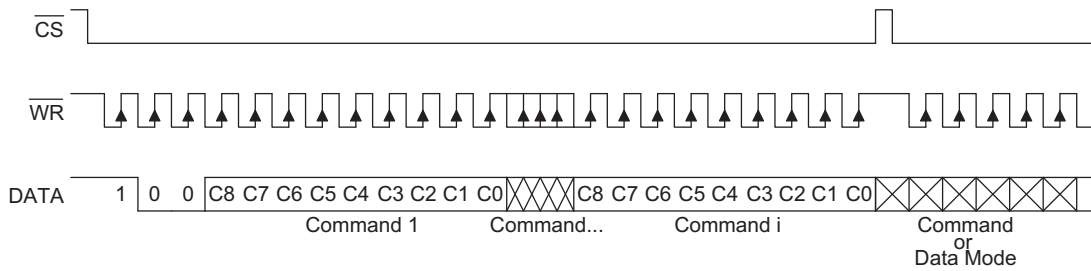 CS
WR
DATA 1 0 0 C8 C7 C6 C5 C4 C3 C2 C1 C0 C8 C7 C6 C5 C4 C3 C2 C1 C0
Command 1 Command... Command i Command
or
Data Mode